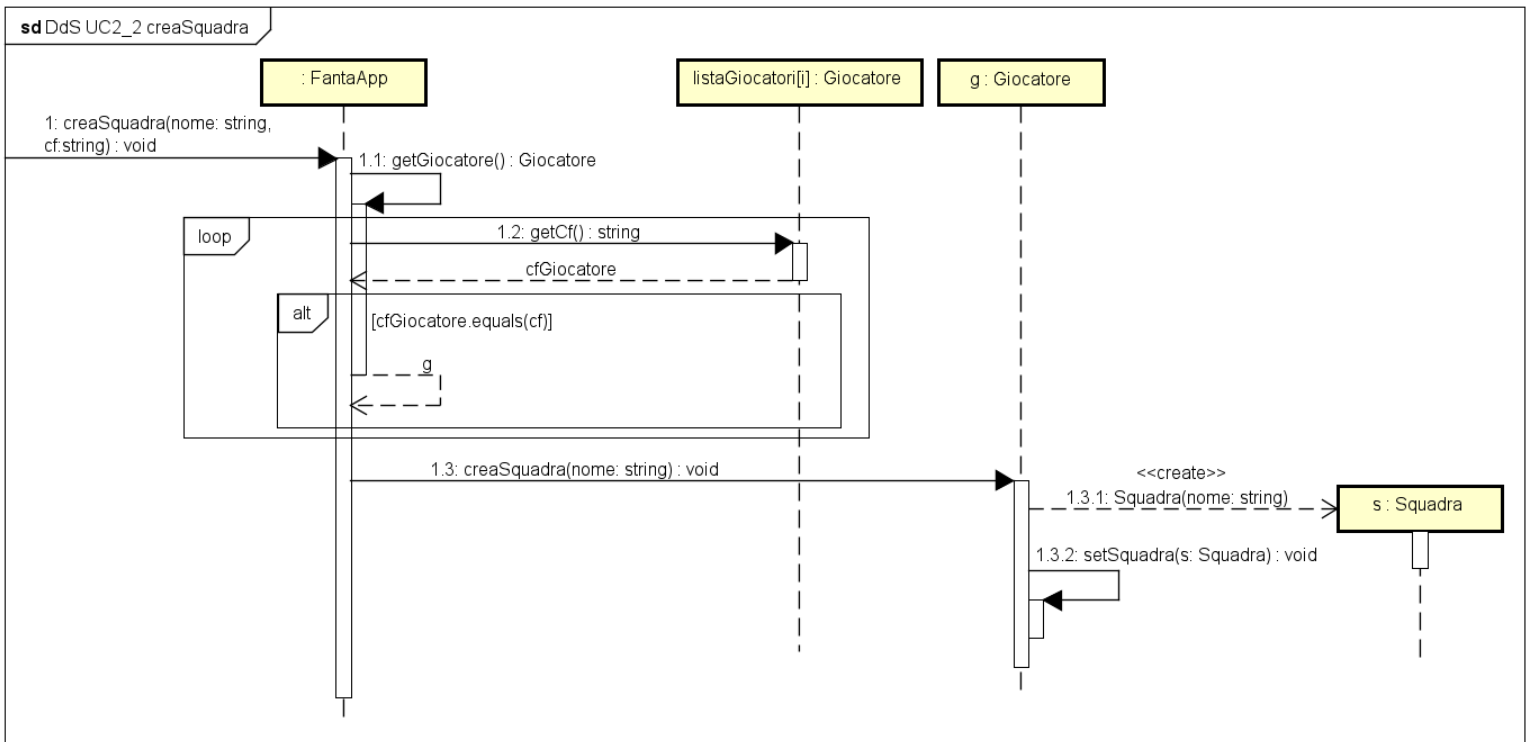 sd DdS UC2_2 creaSquadra
: FantaApp
listaGiocatori[i] : Giocatore
g : Giocatore
1: creaSquadra(nome: string,
cf:string) : void
1.1: getGiocatore() : Giocatore
loop
1.2: getCf() : string
cfGiocatore
alt
[cfGiocatore.equals(cf)]
g
1.3: creaSquadra(nome: string) : void
<<create>>
1.3.1: Squadra(nome: string)
s : Squadra
1.3.2: setSquadra(s: Squadra) : void